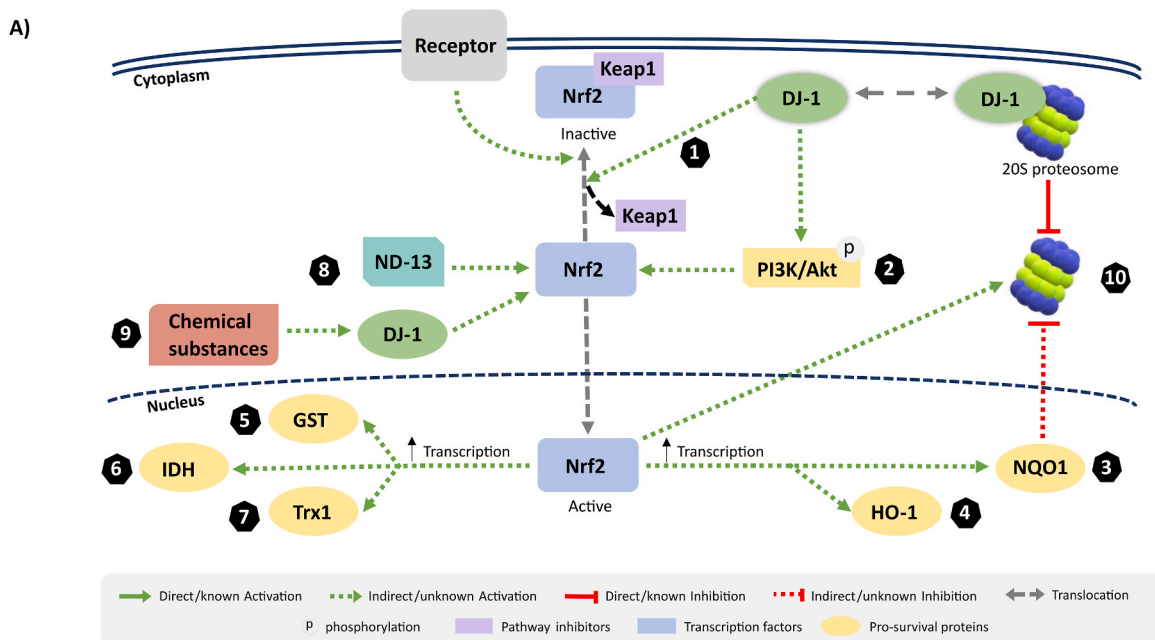 A)
Receptor
Cytoplasm
Keap1
Nrf2
Inactive
DJ-1
DJ-1
20S proteosome
1
Keap1
8
ND-13
Nrf2
p
PI3K/Akt
2
10
9
Chemical
substances
DJ-1
Nucleus
5
GST
6
IDH
Transcription
Nrf2
Active
Transcription
NQO1
3
7
Trx1
HO-1
4
Direct/known Activation
Indirect/unknown Activation
Direct/known Inhibition
Indirect/unknown Inhibition
Translocation
p
phosphorylation
Pathway inhibitors
Transcription factors
Pro-survival proteins